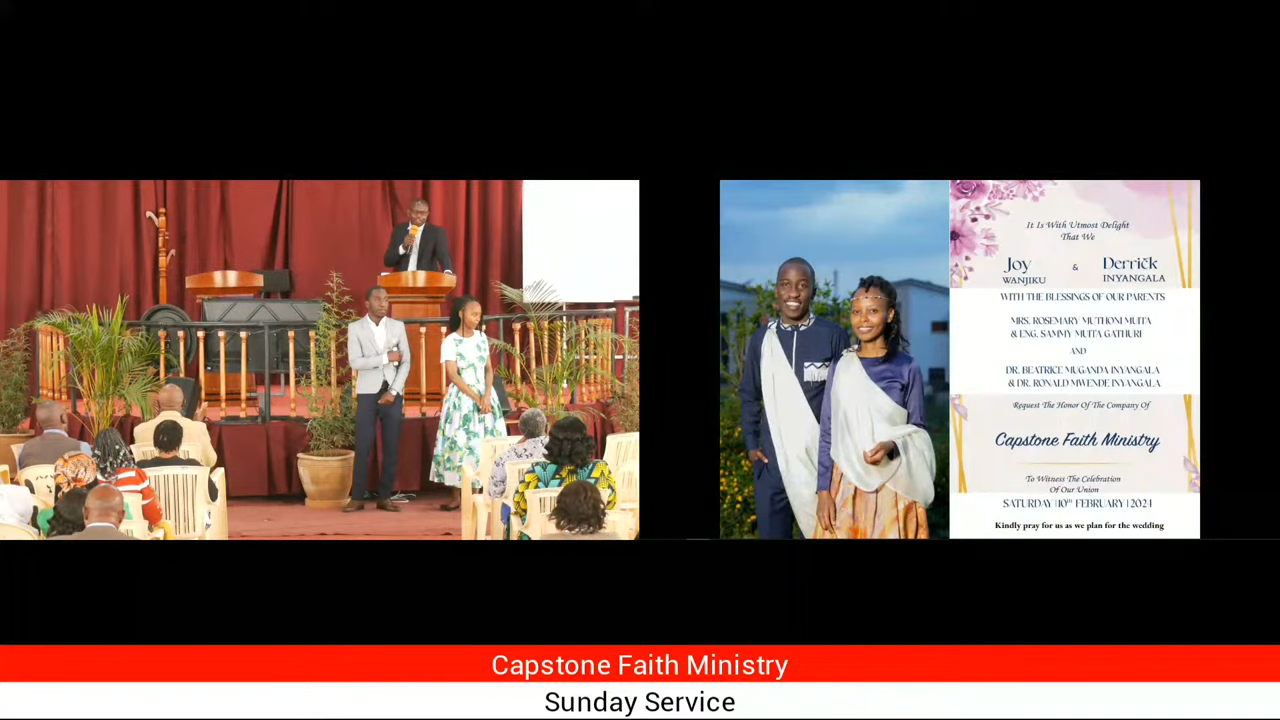 It Is With Utmost Delight
That We
Joy & Derrick
WANJIKU INYANGALA
WITH THE BLESSINGS OF OUR PARENTS
MRS. ROSEMARY MUTHONI MUITA
& ENG. SAMMY MUITA GATHURI
AND
DR. BEATRICE MUGANDA INYANGALA
& DR. RONALD MWENDE INYANGALA
Request The Honor Of The Company Of
Capstone Faith Ministry
To Witness The Celebration
Of Our Union
SATURDAY | 10TH FEBRUARY | 2024
Kindly pray for us as we plan for the wedding
Capstone Faith Ministry
Sunday Service